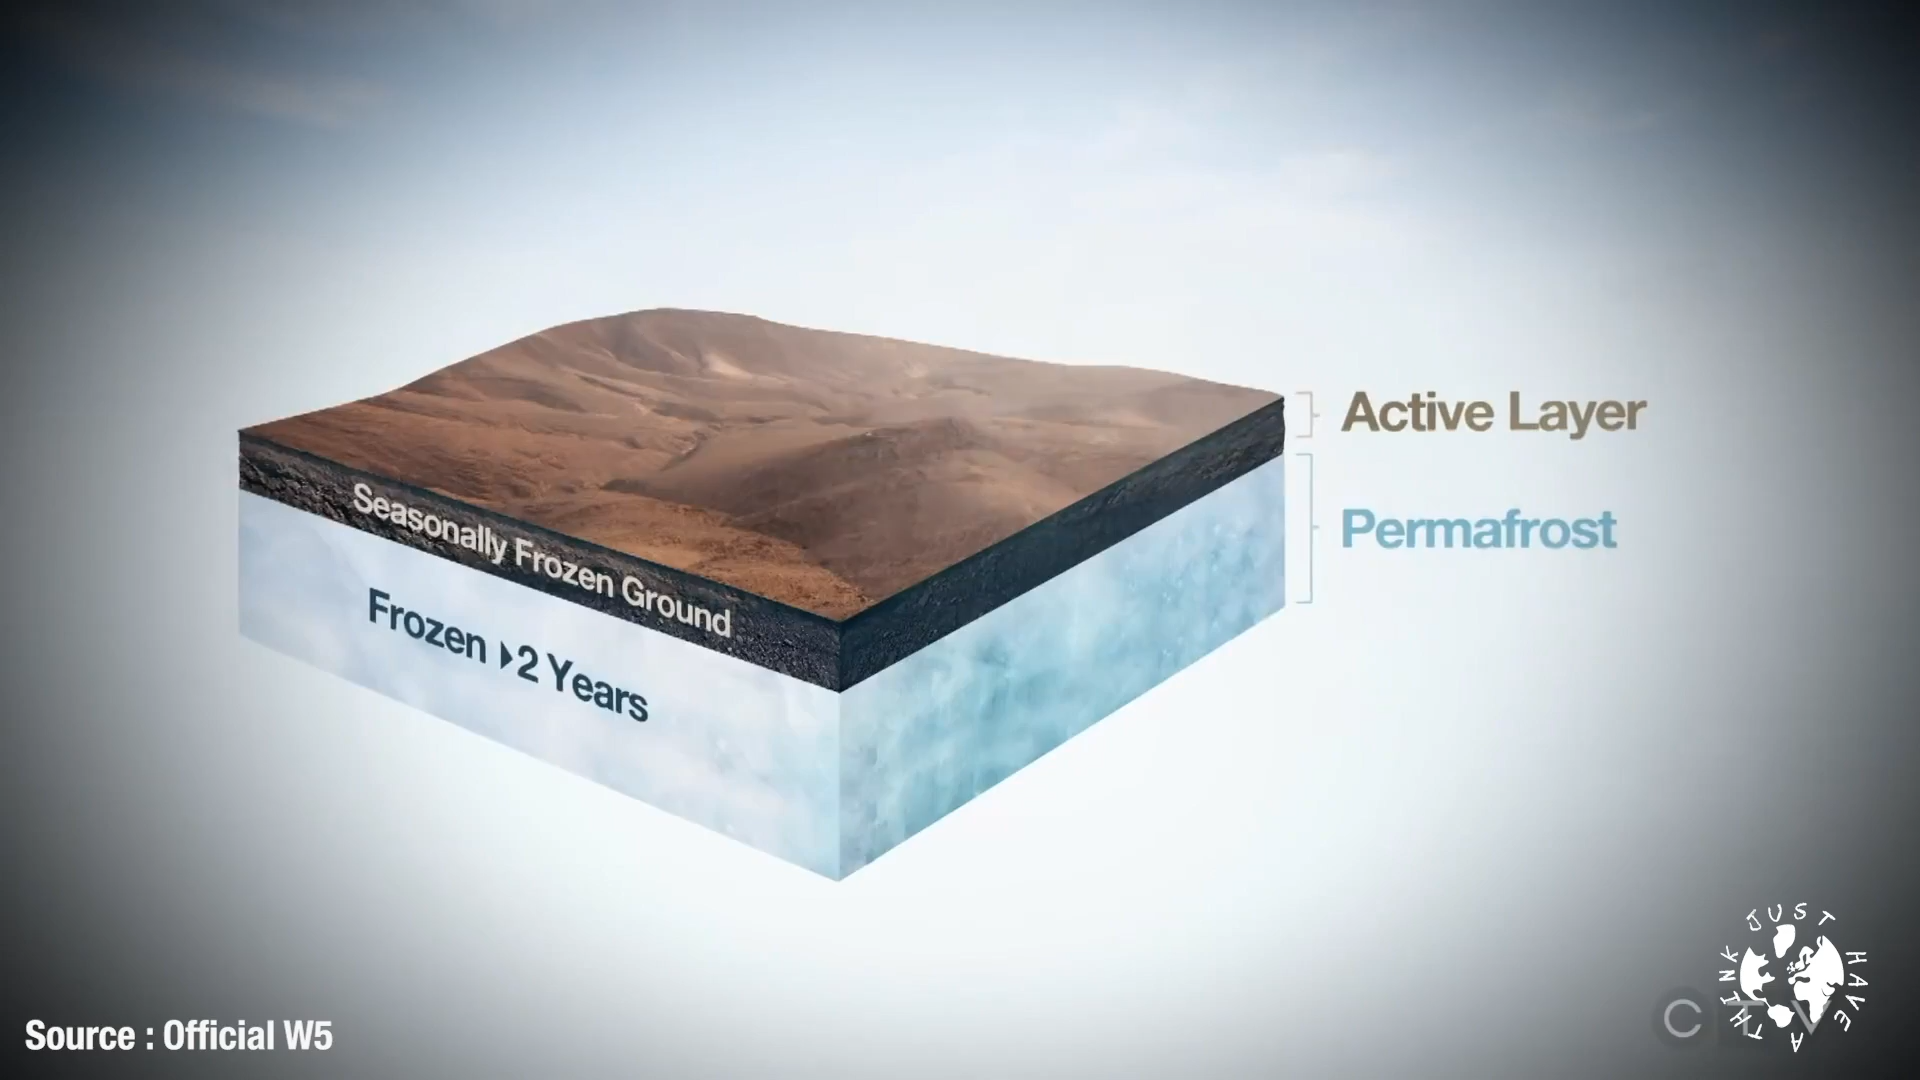 Active Layer
Permafrost
Seasonally Frozen Ground
Frozen ▸2 Years
JUST HAVE A THINK
CTV
Source : Official W5